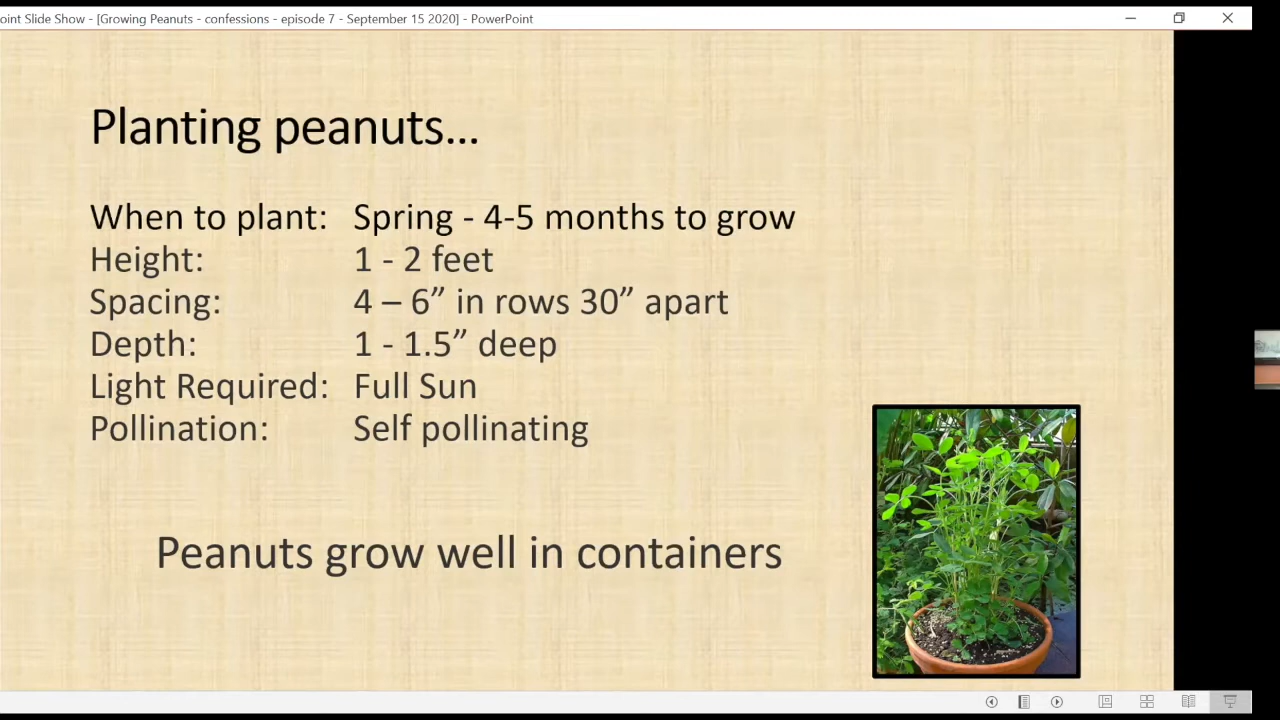 oint Slide Show - [Growing Peanuts - confessions - episode 7 - September 15 2020] - PowerPoint
Planting peanuts...
When to plant: Spring - 4-5 months to grow
Height: 1 - 2 feet
Spacing: 4 – 6” in rows 30” apart
Depth: 1 - 1.5” deep
Light Required: Full Sun
Pollination: Self pollinating
Peanuts grow well in containers